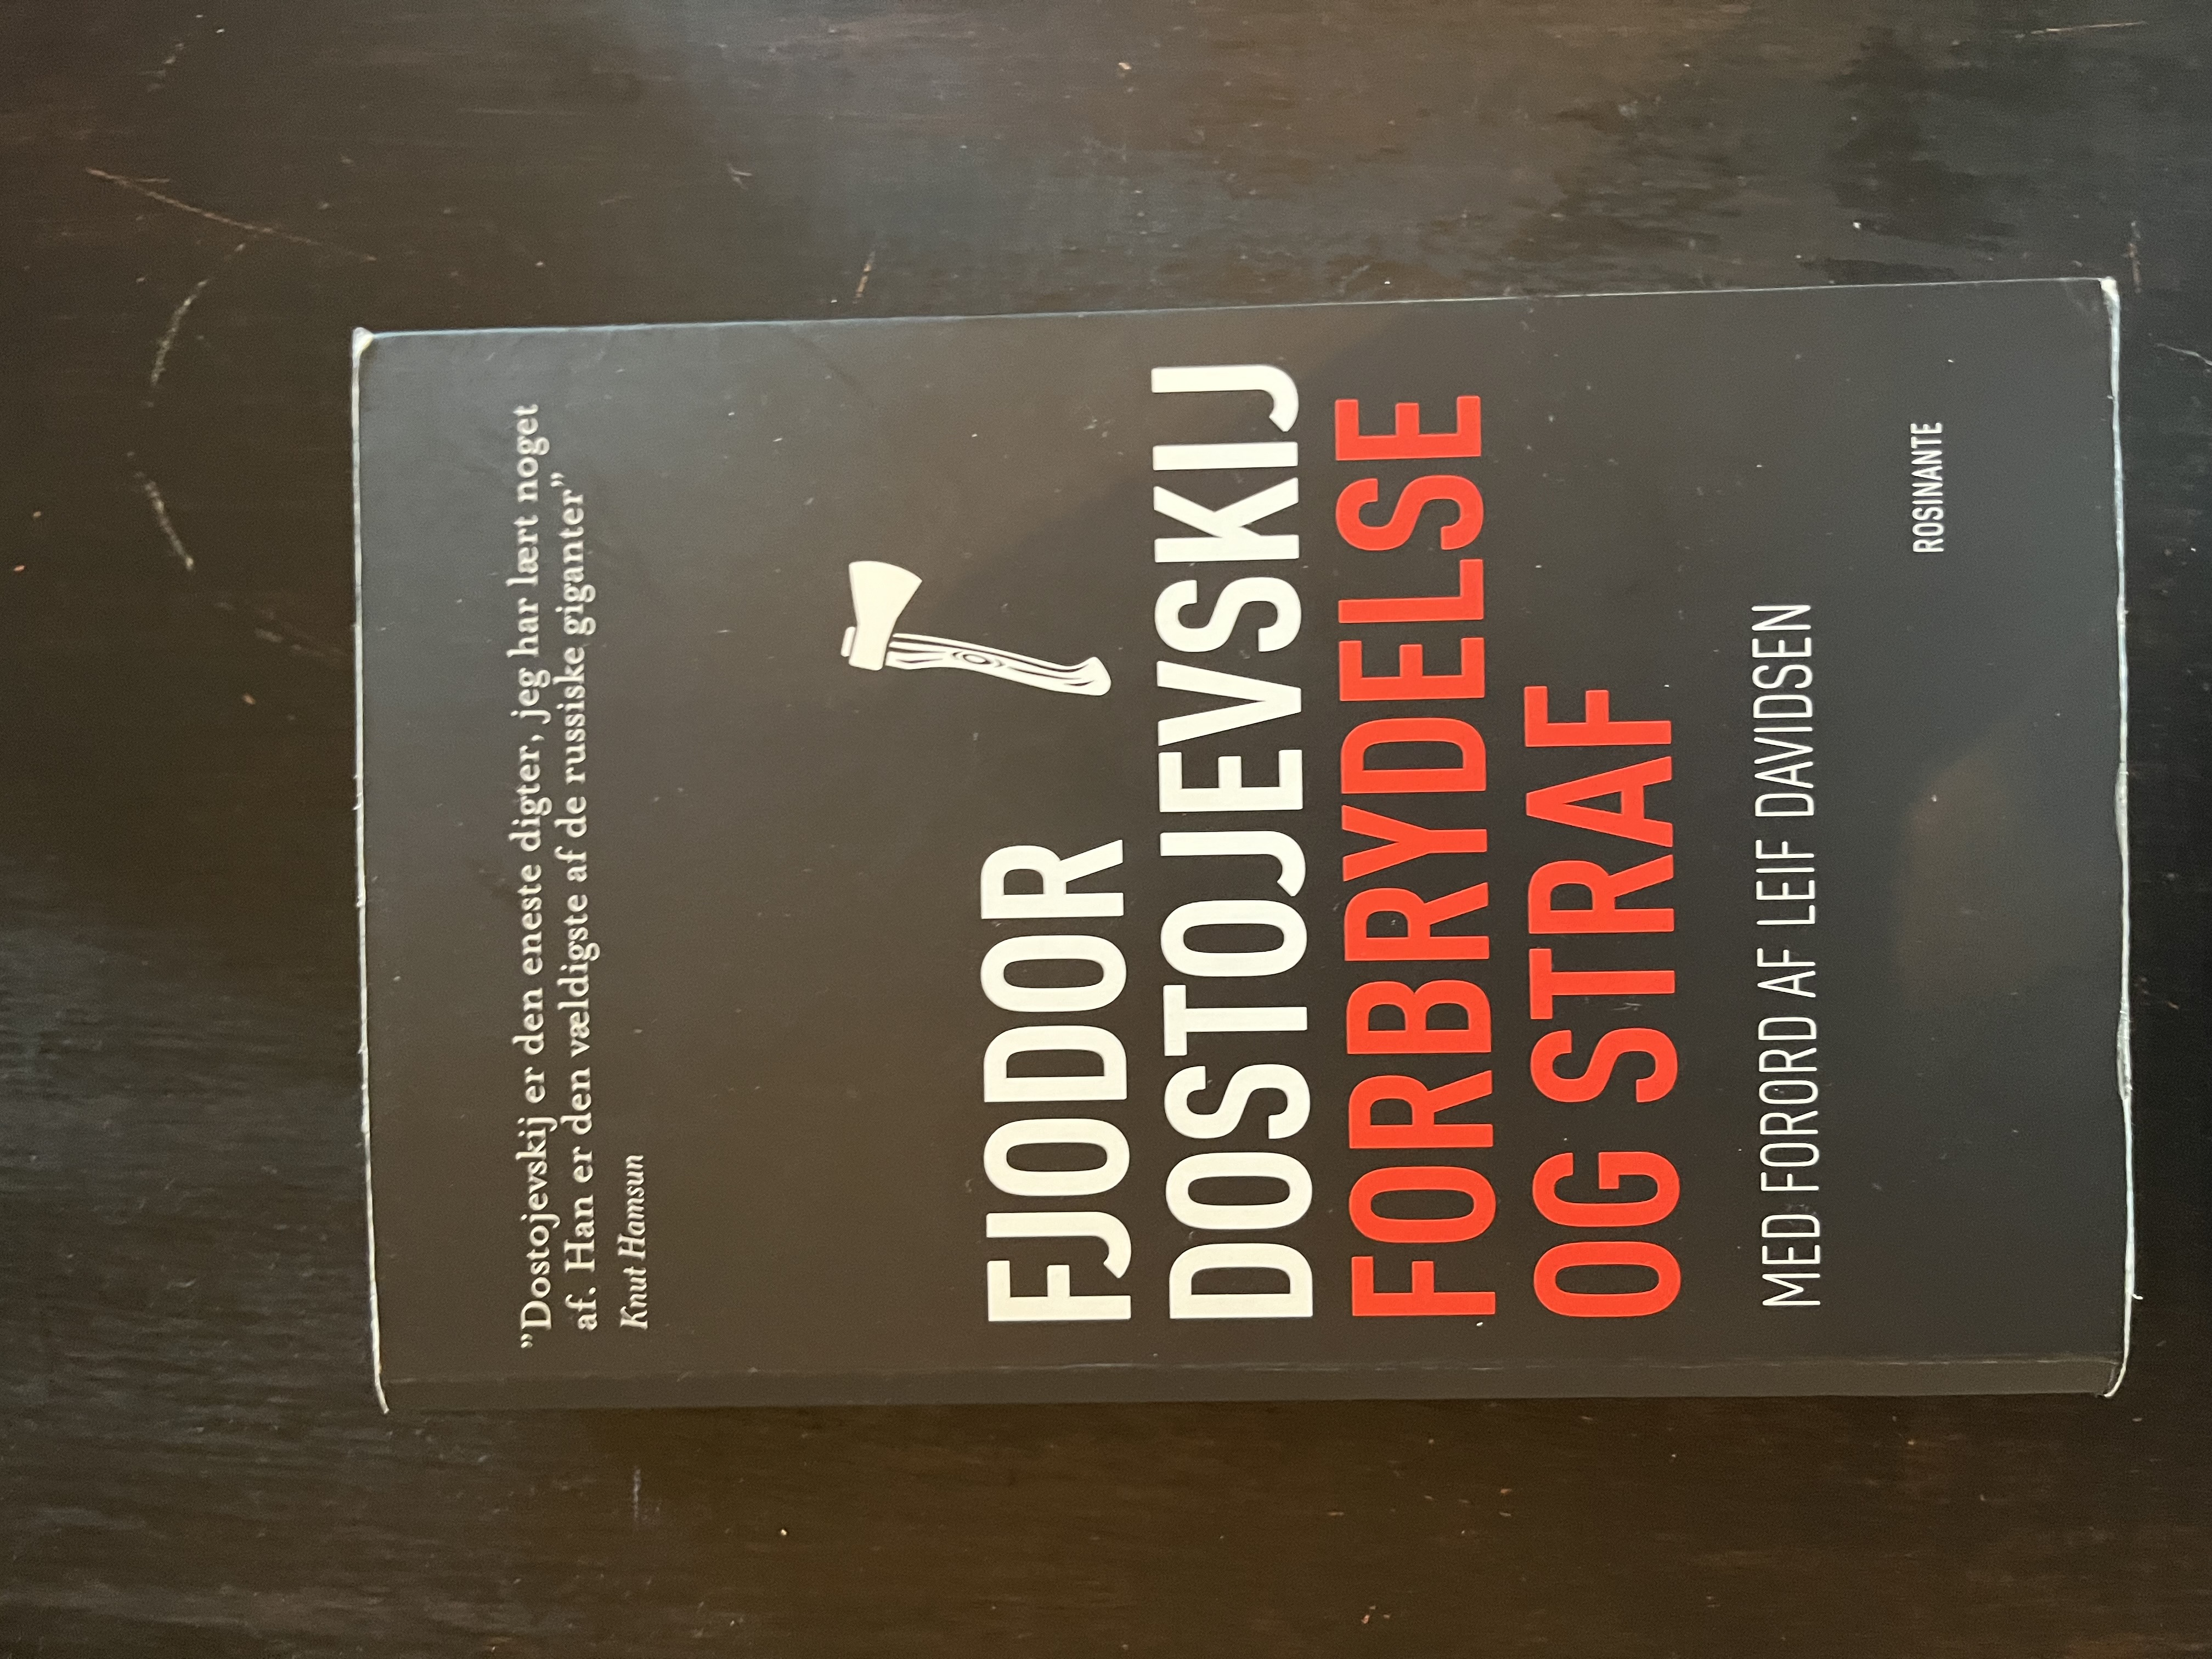 ”Dostojevskij er den eneste digter, jeg har lært noget
af. Han er den vældigste af de russiske giganter”
Knut Hamsun
FJODOR
DOSTOJEVSKIJ
FORBRYDELSE
OG STRAF
MED FORORD AF LEIF DAVIDSEN
ROSINANTE